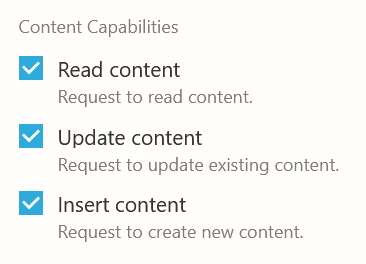 Content Capabilities
Read content
Request to read content.
Update content
Request to update existing content.
Insert content
Request to create new content.